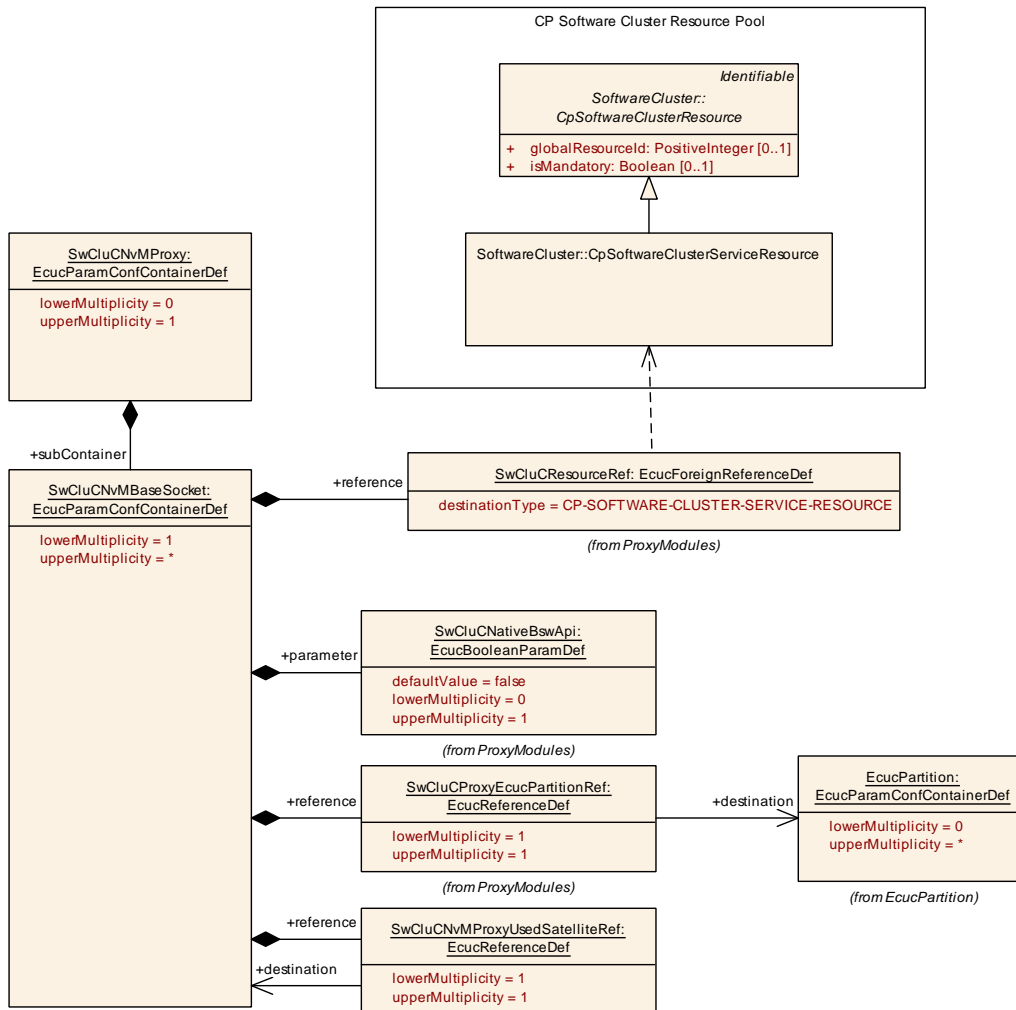 CP Software Cluster Resource Pool
Identifiable
SoftwareCluster::
CpSoftwareClusterResource
+ globalResourceId: PositiveInteger [0..1]
+ isMandatory: Boolean [0..1]
SoftwareCluster::CpSoftwareClusterServiceResource
SwCluCNvMProxy:
EcucParamConfContainerDef
lowerMultiplicity = 0
upperMultiplicity = 1
+subContainer
SwCluCNvMBaseSocket:
EcucParamConfContainerDef
lowerMultiplicity = 1
upperMultiplicity = *
+reference
SwCluCResourceRef: EcucForeignReferenceDef
destinationType = CP-SOFTWARE-CLUSTER-SERVICE-RESOURCE
(from ProxyModules)
+parameter
SwCluCNativeBswApi:
EcucBooleanParamDef
defaultValue = false
lowerMultiplicity = 0
upperMultiplicity = 1
(from ProxyModules)
+reference
SwCluCProxyEcucPartitionRef:
EcucReferenceDef
lowerMultiplicity = 1
upperMultiplicity = 1
(from ProxyModules)
+destination
EcucPartition:
EcucParamConfContainerDef
lowerMultiplicity = 0
upperMultiplicity = *
(from EcucPartition)
+reference
SwCluCNvMProxyUsedSatelliteRef:
EcucReferenceDef
+destination
lowerMultiplicity = 1
upperMultiplicity = 1